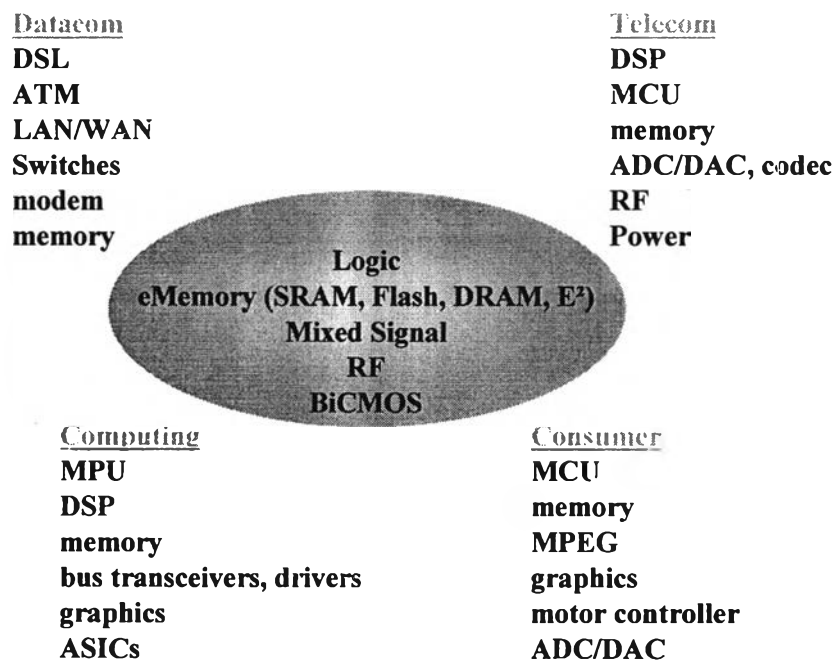 Datacom
DSL
ATM
LAN/WAN
Switches
modem
memory
Telecom
DSP
MCU
memory
ADC/DAC, codec
RF
Power
Logic
eMemory (SRAM, Flash, DRAM, E²)
Mixed Signal
RF
BiCMOS
Computing
MPU
DSP
memory
bus transceivers, drivers
graphics
ASICs
Consumer
MCU
memory
MPEG
graphics
motor controller
ADC/DAC